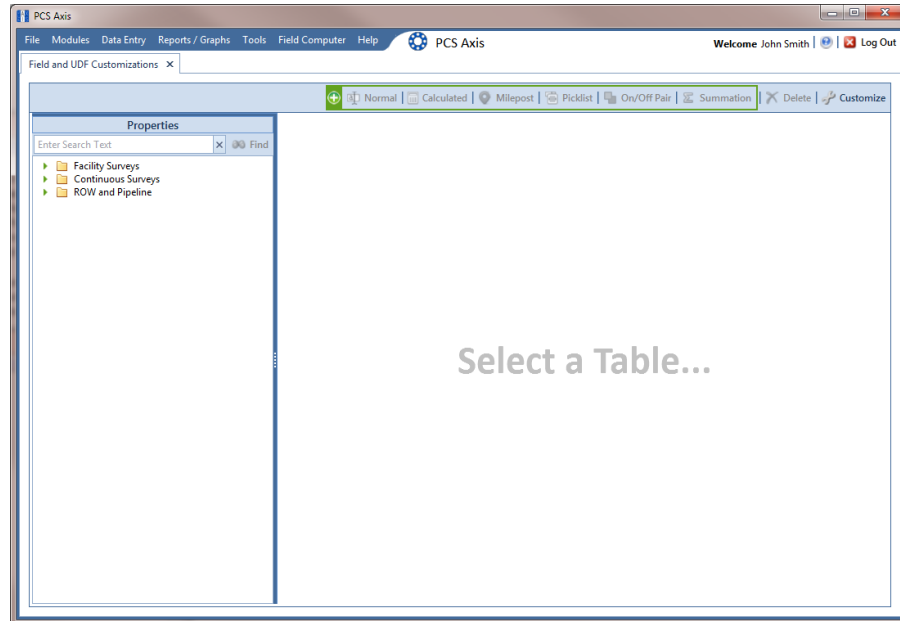 PCS Axis
File Modules Data Entry Reports / Graphs Tools Field Computer Help PCS Axis Welcome John Smith Log Out
Field and UDF Customizations
Normal Calculated Milepost Picklist On/Off Pair Summation Delete Customize
Properties
Enter Search Text Find
Facility Surveys
Continuous Surveys
ROW and Pipeline
Select a Table...